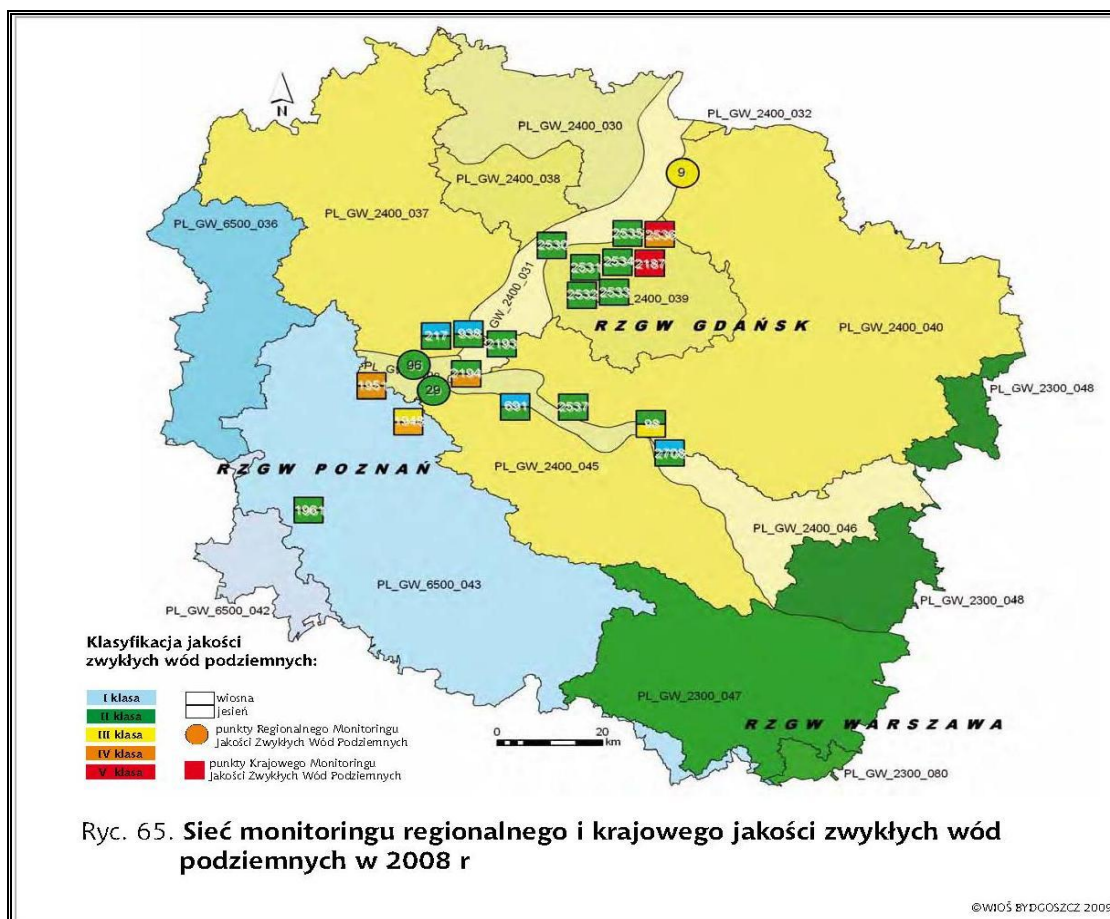 N
PL_GW_2400_030
PL_GW_2400_032
PL_GW_2400_038
9
PL_GW_2400_037
PL_GW_6500_036
2535
2536
2530
2534
2187
2531
2532
2533
2400_039
GW_2400_031
RZGW GDAŃSK
PL_GW_2400_040
217
938
2193
96
PL_G
2194
1951
29
PL_GW_2300_048
691
2537
1945
98
2708
RZGW POZNAŃ
PL_GW_2400_045
1961
PL_GW_2400_046
PL_GW_6500_043
PL_GW_6500_042
PL_GW_2300_048
Klasyfikacja jakości
zwykłych wód podziemnych:
I klasa
II klasa
III klasa
IV klasa
V klasa
wiosna
jesień
punkty Regionalnego Monitoringu
Jakości Zwykłych Wód Podziemnych
punkty Krajowego Monitoringu
Jakości Zwykłych Wód Podziemnych
0 20
km
PL_GW_2300_047
RZGW WARSZAWA
PL_GW_2300_080
Ryc. 65. Sieć monitoringu regionalnego i krajowego jakości zwykłych wód
podziemnych w 2008 r
©WIOŚ BYDGOSZCZ 2009